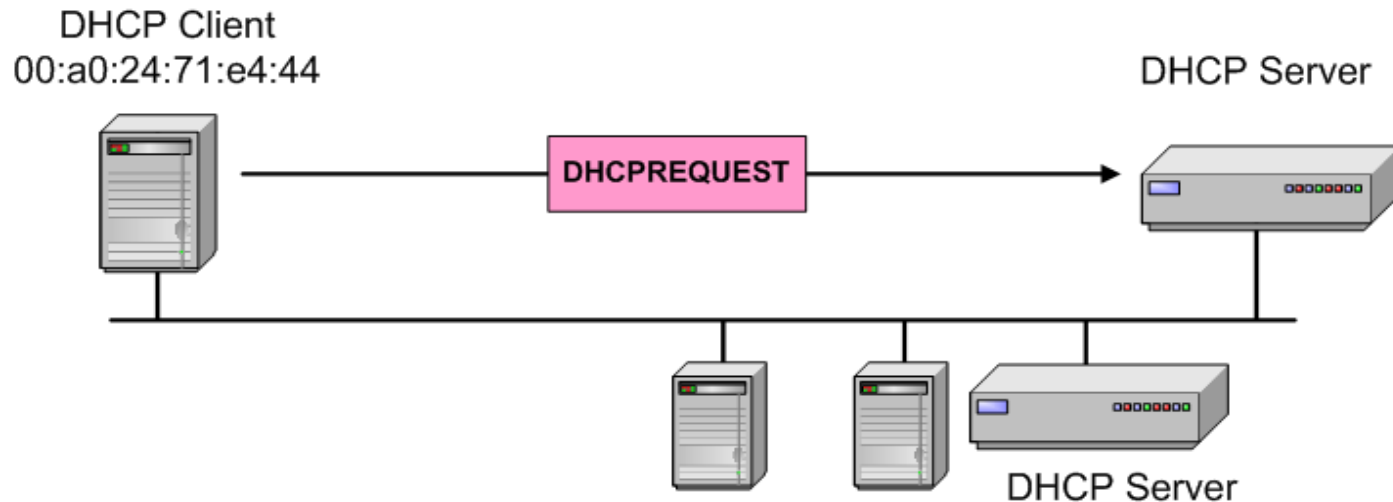 DHCP Client
00:a0:24:71:e4:44
DHCP Server
DHCPREQUEST
DHCP Server